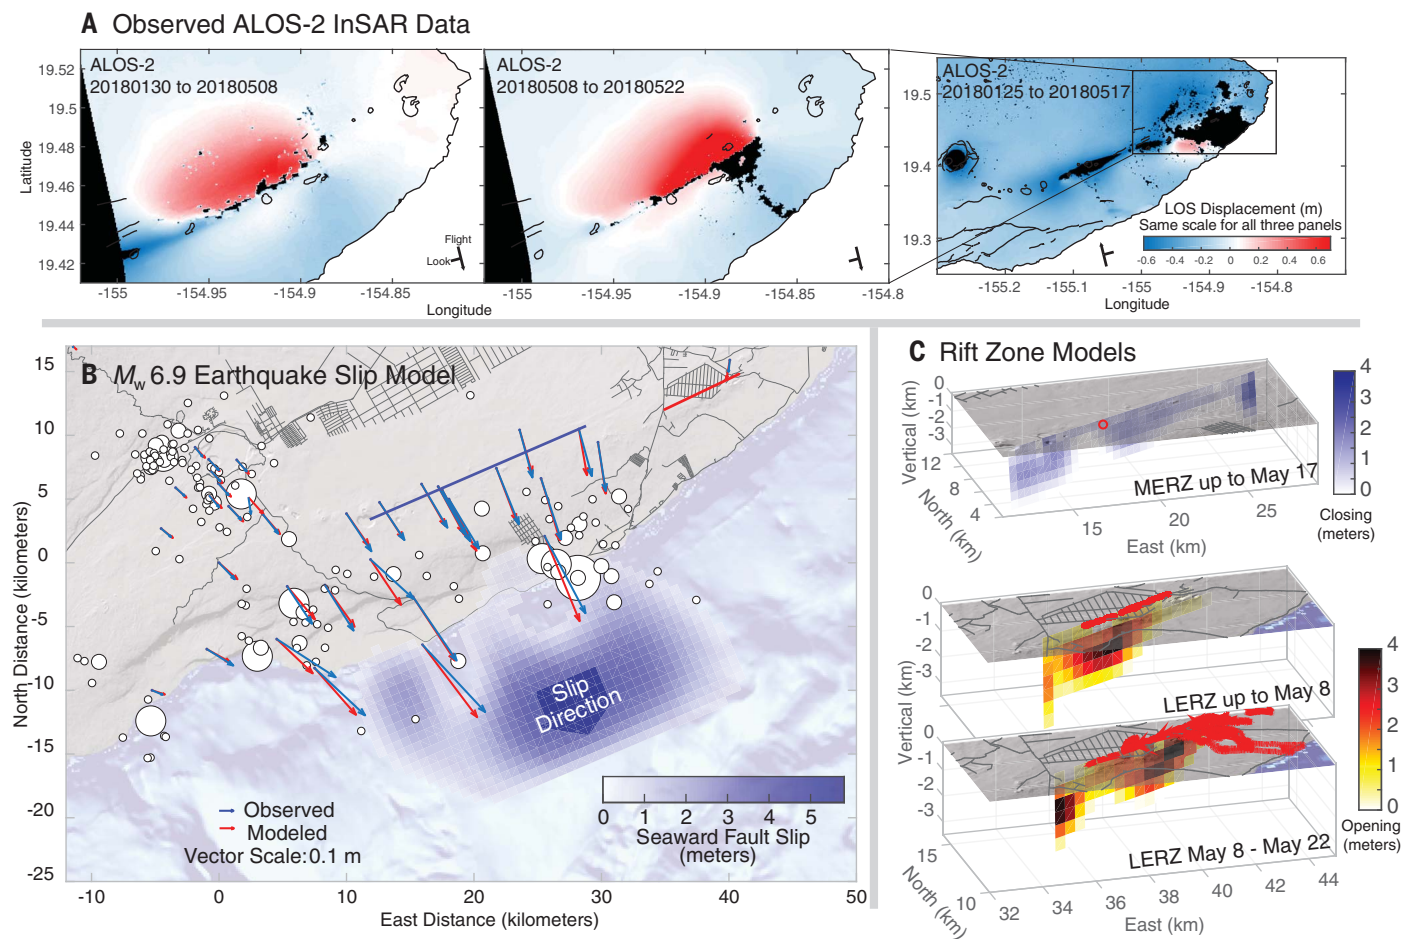 A Observed ALOS-2 InSAR Data
ALOS-2
20180130 to 20180508
ALOS-2
20180508 to 20180522
ALOS-2
20180125 to 20180517
19.52
19.5
19.48
19.46
19.44
19.42
Latitude
Flight
Look
-155
-154.95
-154.9
-154.85
Longitude
-155
-154.95
-154.9
-154.85
-154.8
19.5
19.4
19.3
LOS Displacement (m)
Same scale for all three panels
-0.6
-0.4
-0.2
0
0.2
0.4
0.6
-155.2
-155.1
-155
-154.9
-154.8
Longitude
B Mw 6.9 Earthquake Slip Model
15
10
5
0
-5
-10
-15
-20
-25
North Distance (kilometers)
Slip
Direction
Observed
Modeled
Vector Scale: 0.1 m
0
1
2
3
4
5
Seaward Fault Slip
(meters)
-10
0
10
20
30
40
50
East Distance (kilometers)
C Rift Zone Models
0
-1
-2
-3
Vertical (km)
12
8
4
North (km)
MERZ up to May 17
15
20
25
East (km)
4
3
2
1
0
Closing
(meters)
0
-1
-2
-3
LERZ up to May 8
Vertical (km)
0
-1
-2
-3
LERZ May 8 - May 22
15
10
North (km)
32
34
36
38
40
42
44
East (km)
4
3
2
1
0
Opening
(meters)